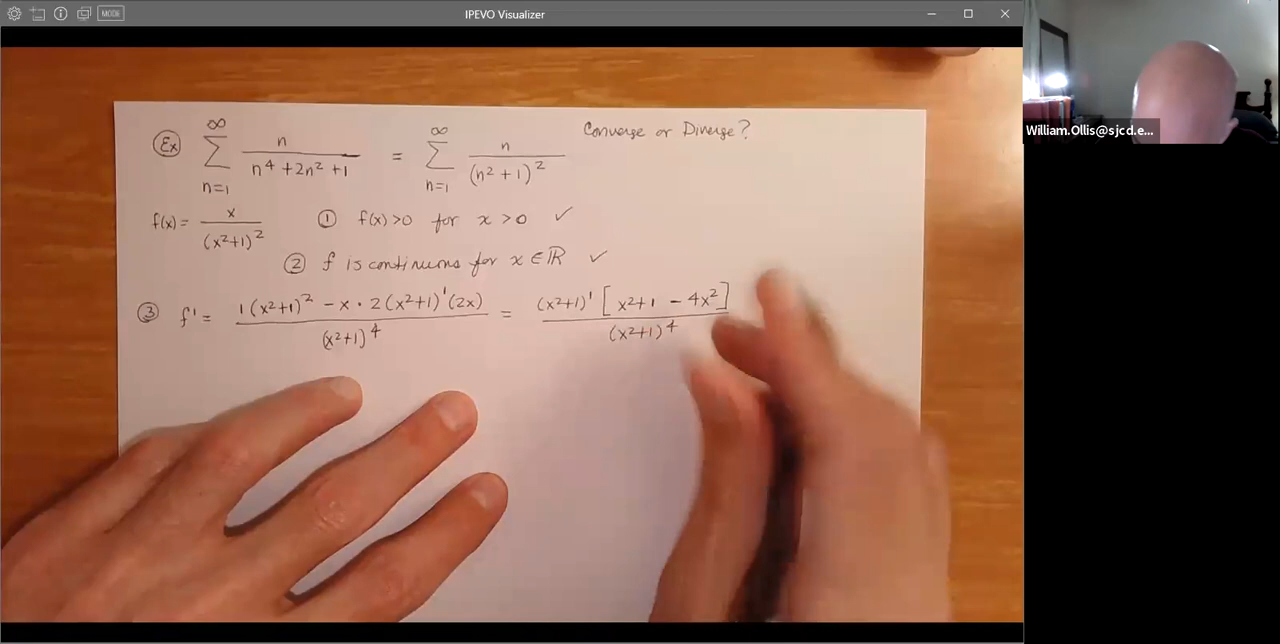 MODE
IPEVO Visualizer
William.Ollis@sjcd.e...
Ex ∞ ∑ n=1 n / n⁴ + 2n² + 1 = ∞ ∑ n=1 n / (n² + 1)² Converge or Diverge?
f(x) = x / (x²+1)² ① f(x) > 0 for x > 0 ✓
② f is continuous for x ∈ ℝ ✓
③ f' = 1(x²+1)² − x · 2(x²+1)¹(2x) / (x²+1)⁴ = (x²+1)¹ [x²+1 − 4x²] / (x²+1)⁴